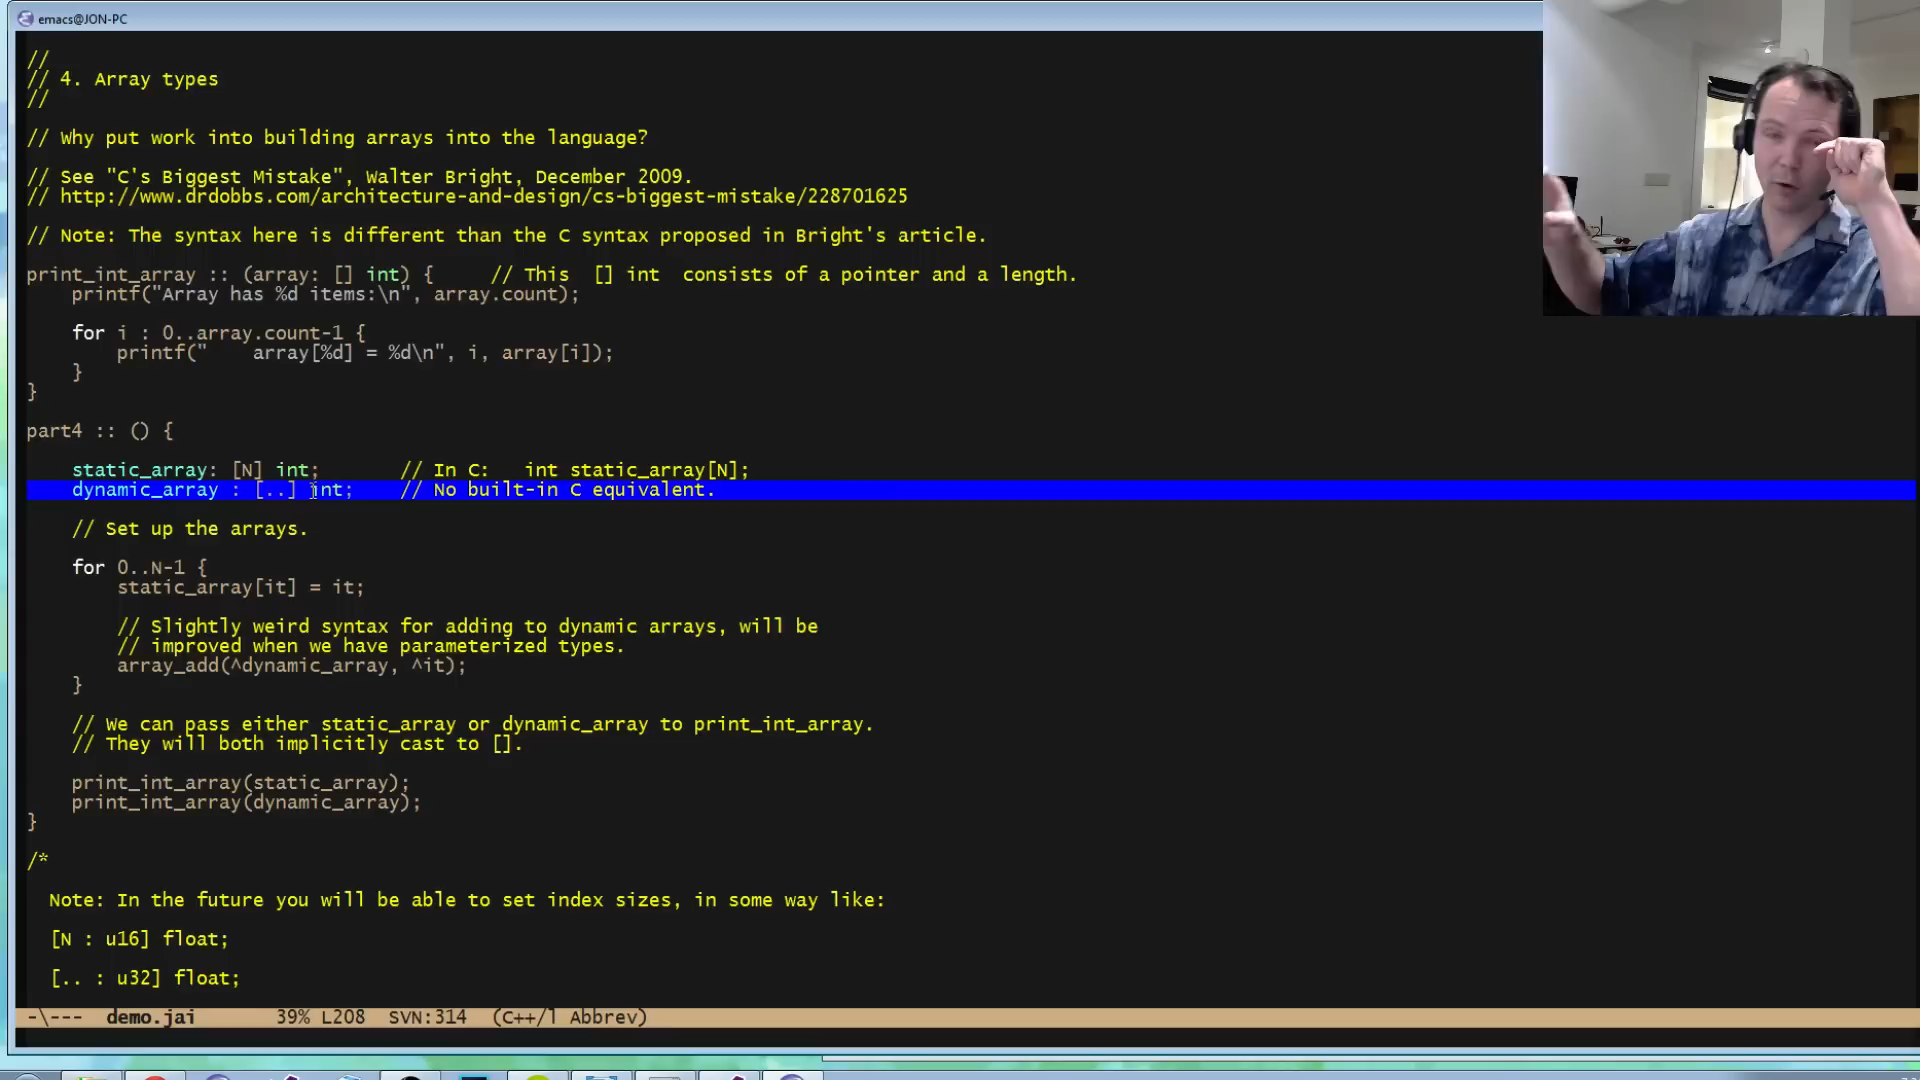 emacs@JON-PC
//
// 4. Array types
//
// Why put work into building arrays into the language?
// See "C's Biggest Mistake", Walter Bright, December 2009.
// http://www.drdobbs.com/architecture-and-design/cs-biggest-mistake/228701625
// Note: The syntax here is different than the C syntax proposed in Bright's article.
print_int_array :: (array: [] int) {     // This  [] int  consists of a pointer and a length.
    printf("Array has %d items:\n", array.count);
    for i : 0..array.count-1 {
        printf("    array[%d] = %d\n", i, array[i]);
    }
}
part4 :: () {
    static_array: [N] int;       // In C:   int static_array[N];
    dynamic_array : [..] int;    // No built-in C equivalent.
    // Set up the arrays.
    for 0..N-1 {
        static_array[it] = it;
        // Slightly weird syntax for adding to dynamic arrays, will be
        // improved when we have parameterized types.
        array_add(^dynamic_array, ^it);
    }
    // We can pass either static_array or dynamic_array to print_int_array.
    // They will both implicitly cast to [].
    print_int_array(static_array);
    print_int_array(dynamic_array);
}
/*
  Note: In the future you will be able to set index sizes, in some way like:
  [N : u16] float;
  [.. : u32] float;
-\---  demo.jai       39% L208  SVN:314  (C++/l Abbrev)